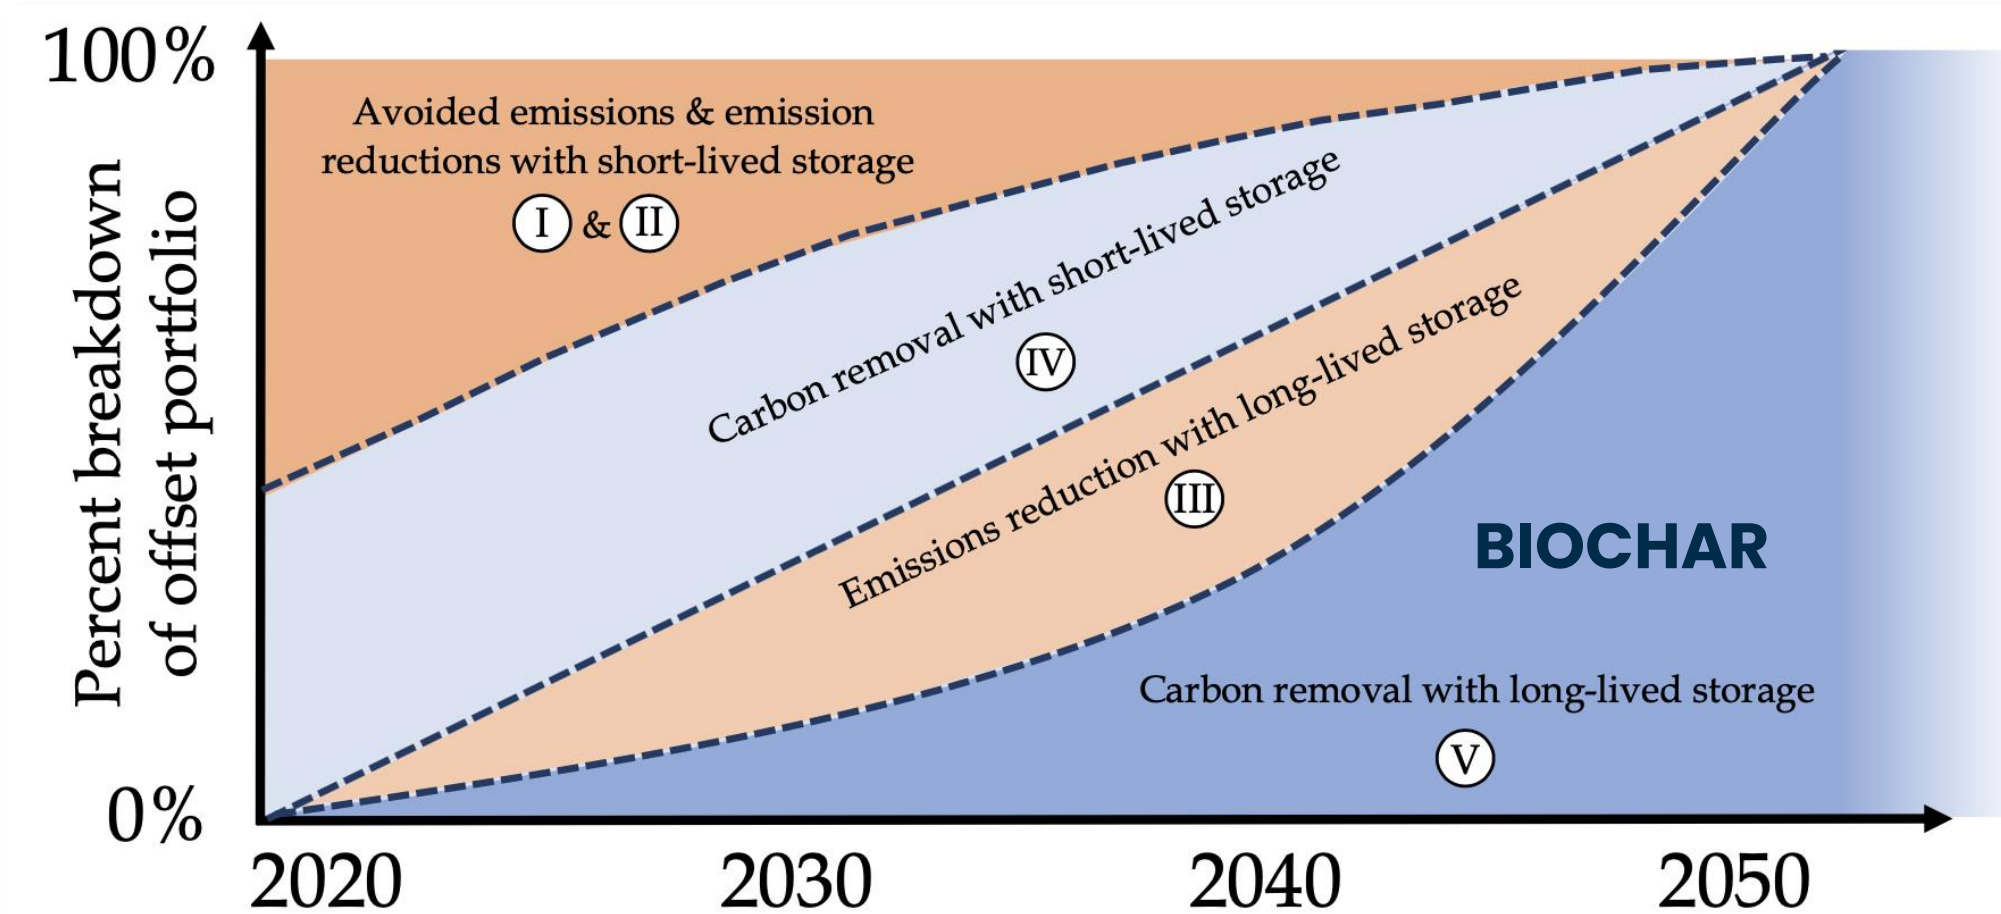 100%
Percent breakdown
of offset portfolio
0%
Avoided emissions & emission
reductions with short-lived storage
I & II
Carbon removal with short-lived storage
IV
Emissions reduction with long-lived storage
III
BIOCHAR
Carbon removal with long-lived storage
V
2020 2030 2040 2050